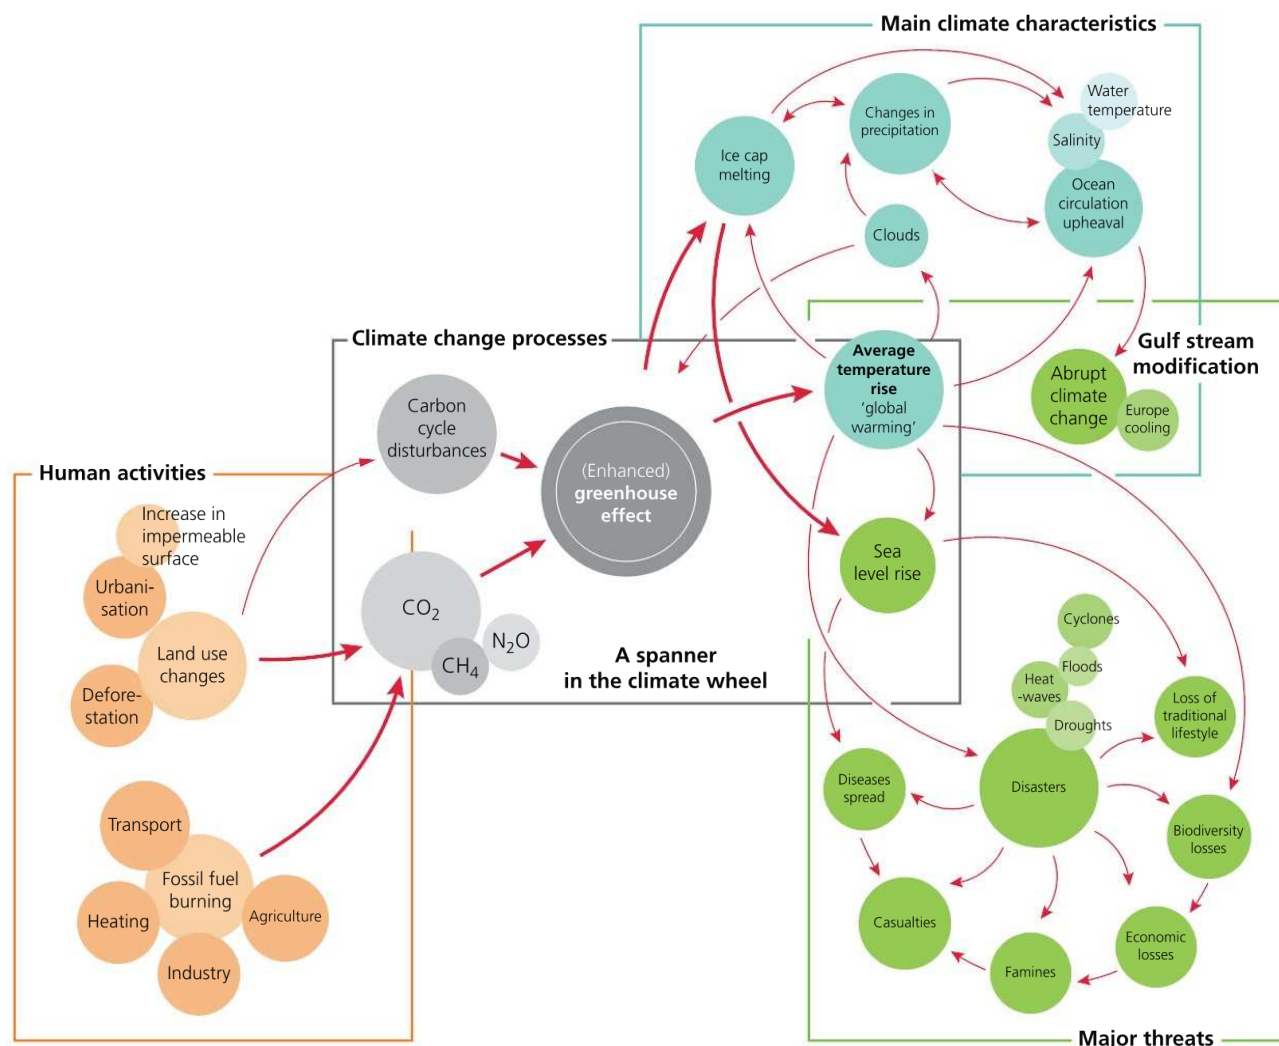 Main climate characteristics
Water
temperature
Changes in
precipitation
Salinity
Ice cap
melting
Ocean
circulation
upheaval
Clouds
Climate change processes
Gulf stream
modification
Average
temperature
rise
‘global
warming’
Abrupt
climate
change
Europe
cooling
Carbon
cycle
disturbances
(Enhanced)
greenhouse
effect
Human activities
Increase in
impermeable
surface
Urbani-
sation
Land use
changes
Defore-
station
CO₂
CH₄
N₂O
Sea
level rise
A spanner
in the climate wheel
Cyclones
Floods
Heat
-waves
Droughts
Loss of
traditional
lifestyle
Diseases
spread
Disasters
Biodiversity
losses
Transport
Fossil fuel
burning
Heating
Agriculture
Industry
Casualties
Famines
Economic
losses
Major threats